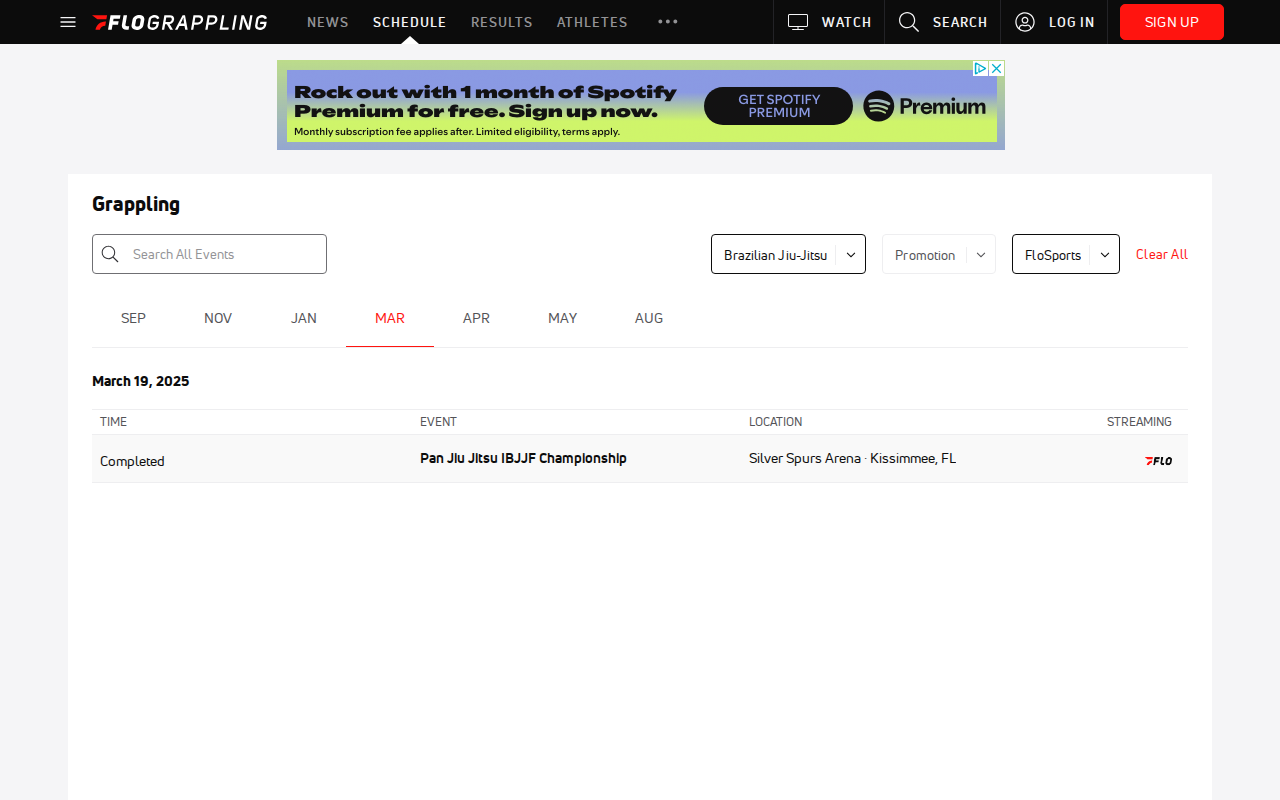 FLOGRAPPLING NEWS SCHEDULE RESULTS ATHLETES ••• WATCH SEARCH LOG IN SIGN UP
Rock out with 1 month of Spotify
Premium for free. Sign up now.
Monthly subscription fee applies after. Limited eligibility, terms apply.
GET SPOTIFY
PREMIUM
Premium
Grappling
Search All Events Brazilian Jiu-Jitsu Promotion FloSports Clear All
SEP NOV JAN MAR APR MAY AUG
March 19, 2025
TIME EVENT LOCATION STREAMING
Completed Pan Jiu Jitsu IBJJF Championship Silver Spurs Arena · Kissimmee, FL FLO